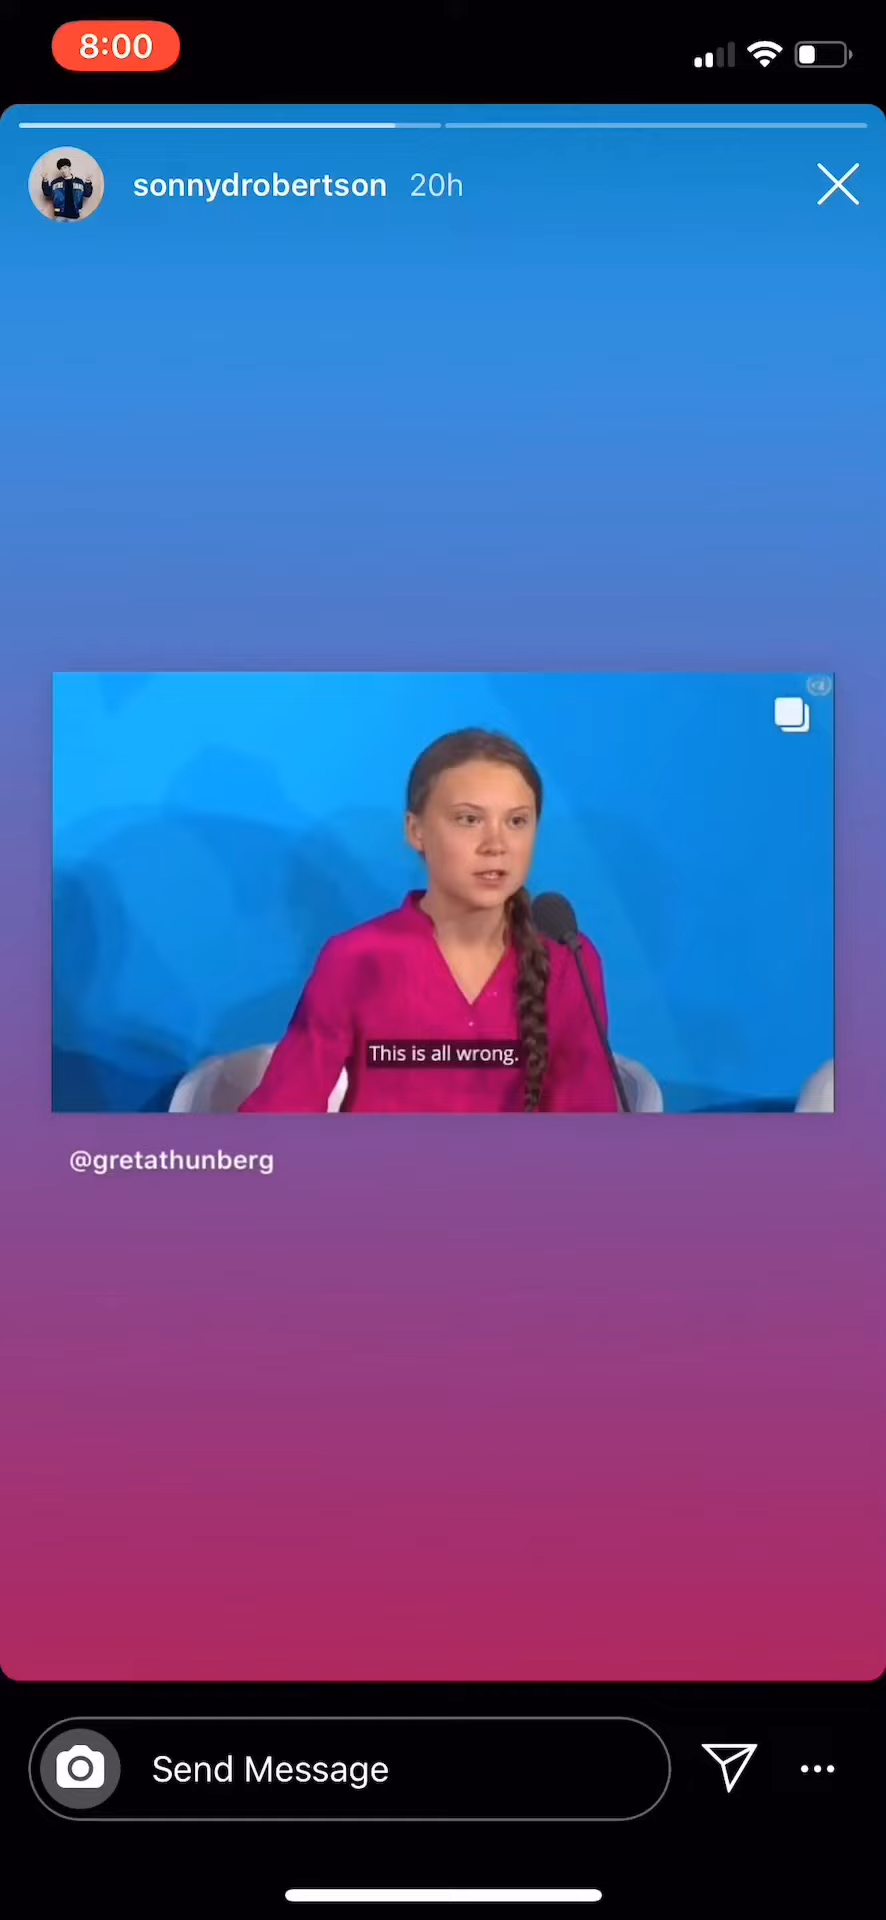 8:00
sonnydrobertson 20h
This is all wrong.
@gretathunberg
Send Message